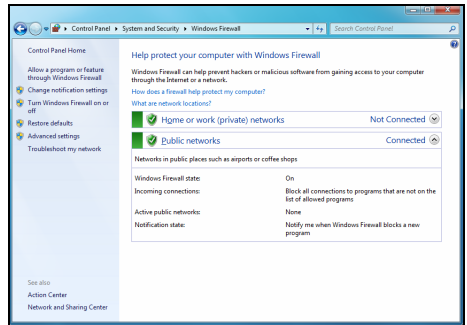 Control Panel
System and Security
Windows Firewall
Search Control Panel
Control Panel Home
Allow a program or feature
through Windows Firewall
Change notification settings
Turn Windows Firewall on or
off
Restore defaults
Advanced settings
Troubleshoot my network
See also
Action Center
Network and Sharing Center
Help protect your computer with Windows Firewall
Windows Firewall can help prevent hackers or malicious software from gaining access to your computer
through the Internet or a network.
How does a firewall help protect my computer?
What are network locations?
Home or work (private) networks Not Connected
Public networks Connected
Networks in public places such as airports or coffee shops
Windows Firewall state: On
Incoming connections: Block all connections to programs that are not on the
list of allowed programs
Active public networks: None
Notification state: Notify me when Windows Firewall blocks a new
program